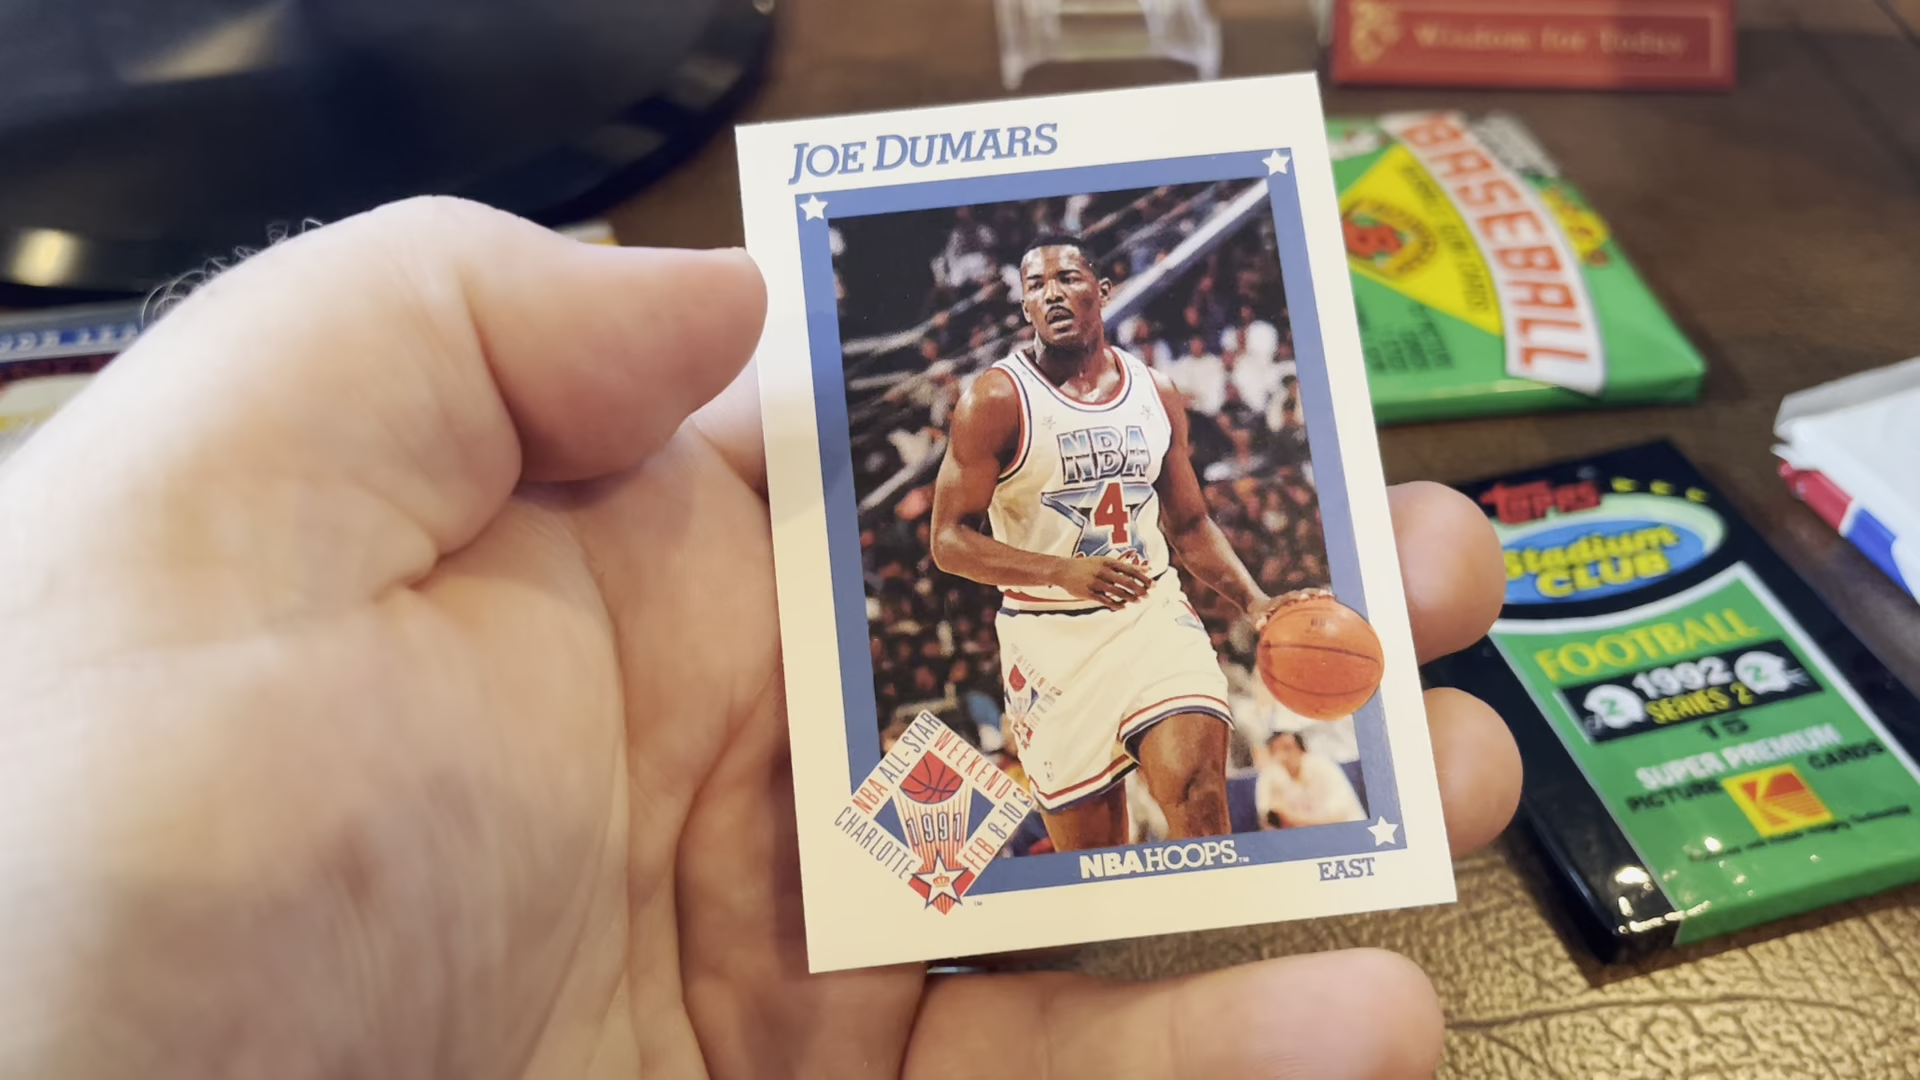 Wisdom for Today
JOE DUMARS
BASEBALL
NBA
4
TOPPS
Stadium
CLUB
FOOTBALL
1992
SERIES 2
15
SUPER PREMIUM
PICTURE CARDS
NBA ALL-STAR
WEEKEND
1991
CHARLOTTE
FEB. 8-10
NBA HOOPS™
EAST